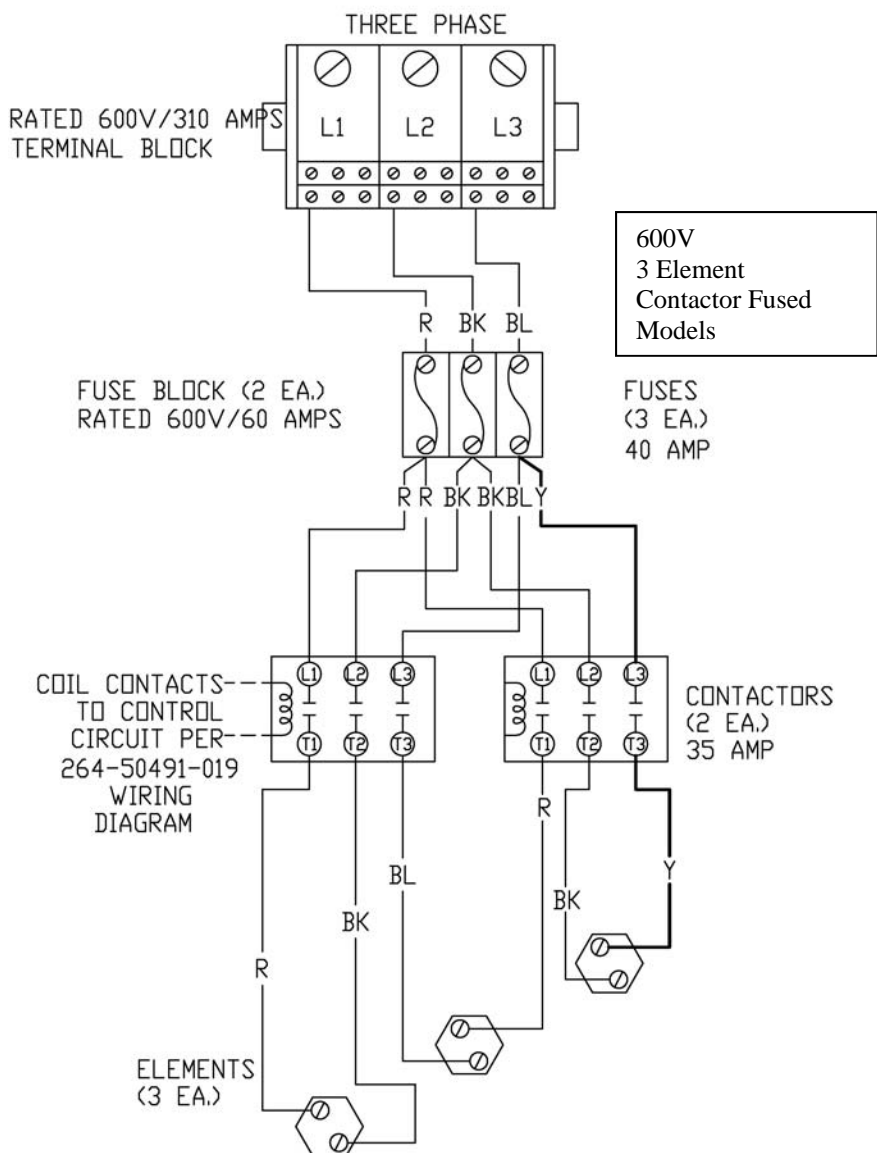 THREE PHASE
RATED 600V/310 AMPS
TERMINAL BLOCK
L1 L2 L3
600V
3 Element
Contactor Fused
Models
R BK BL
FUSE BLOCK (2 EA.)
RATED 600V/60 AMPS
FUSES
(3 EA.)
40 AMP
R R BK BK BL Y
L1 L2 L3
L1 L2 L3
COIL CONTACTS
TO CONTROL
CIRCUIT PER
264-50491-019
WIRING
DIAGRAM
T1 T2 T3
T1 T2 T3
CONTACTORS
(2 EA.)
35 AMP
R
BL
Y
BK
BK
R
ELEMENTS
(3 EA.)